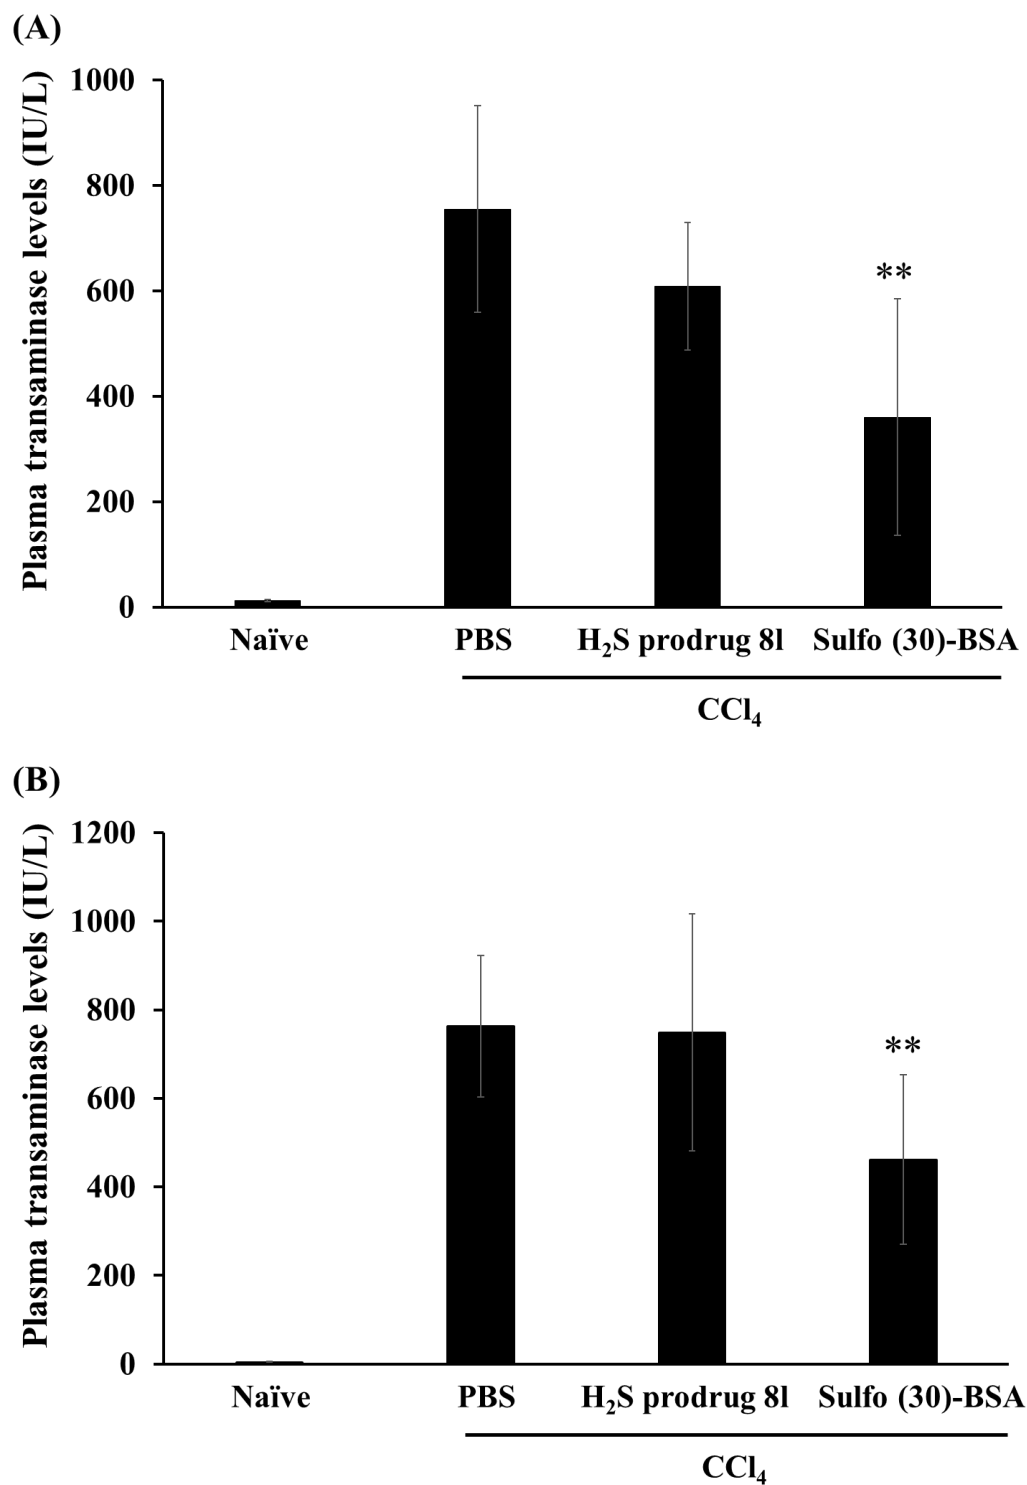 (A)
Plasma transaminase levels (IU/L)
1000
800
600
400
200
0
**
Naïve PBS H₂S prodrug 8l Sulfo (30)-BSA
CCl₄
(B)
Plasma transaminase levels (IU/L)
1200
1000
800
600
400
200
0
**
Naïve PBS H₂S prodrug 8l Sulfo (30)-BSA
CCl₄